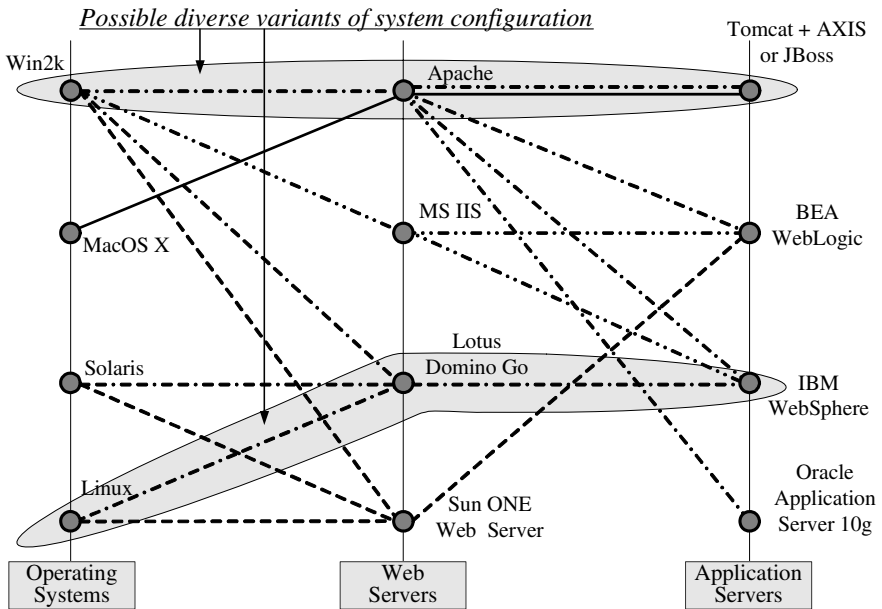 Possible diverse variants of system configuration
Tomcat + AXIS
or JBoss
Win2k
Apache
MacOS X
MS IIS
BEA
WebLogic
Solaris
Lotus
Domino Go
IBM
WebSphere
Linux
Sun ONE
Web Server
Oracle
Application
Server 10g
Operating
Systems
Web
Servers
Application
Servers